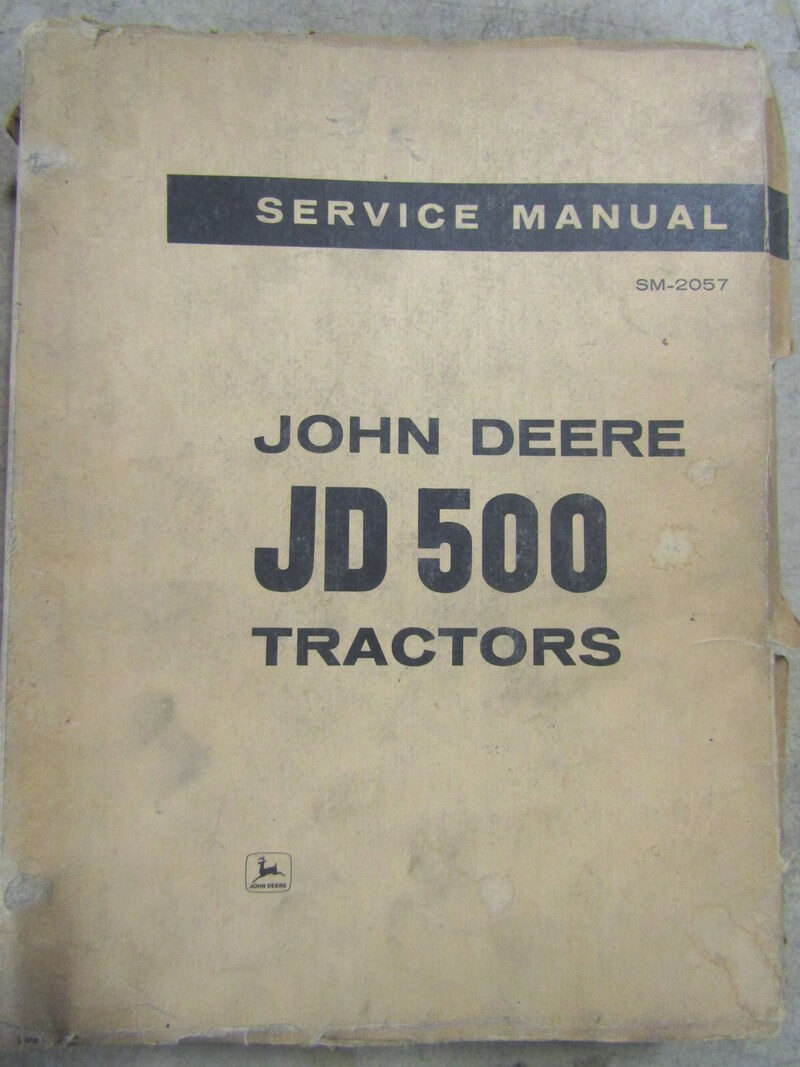 SERVICE MANUAL
SM-2057
JOHN DEERE
JD 500
TRACTORS
JOHN DEERE